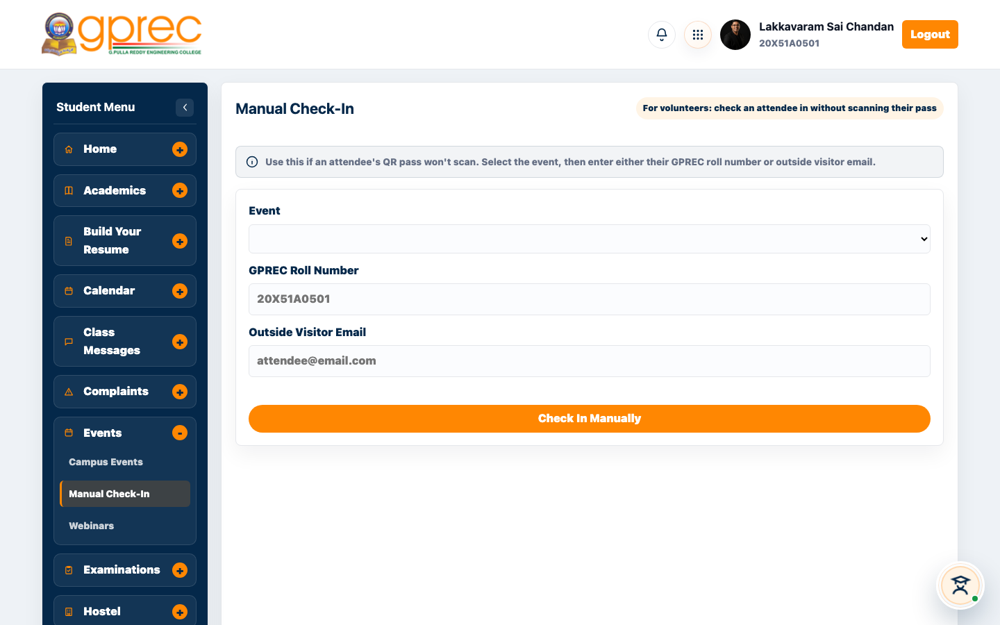 gprec
G.PULLA REDDY ENGINEERING COLLEGE
Lakkavaram Sai Chandan
20X51A0501
Logout
Student Menu
Home
Academics
Build Your
Resume
Calendar
Class
Messages
Complaints
Events
Campus Events
Manual Check-In
Webinars
Examinations
Hostel
Manual Check-In
For volunteers: check an attendee in without scanning their pass
Use this if an attendee's QR pass won't scan. Select the event, then enter either their GPREC roll number or outside visitor email.
Event
GPREC Roll Number
20X51A0501
Outside Visitor Email
attendee@email.com
Check In Manually